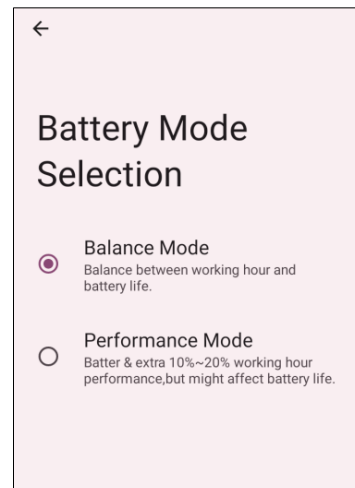 Battery Mode
Selection
Balance Mode
Balance between working hour and
battery life.
Performance Mode
Batter & extra 10%~20% working hour
performance,but might affect battery life.